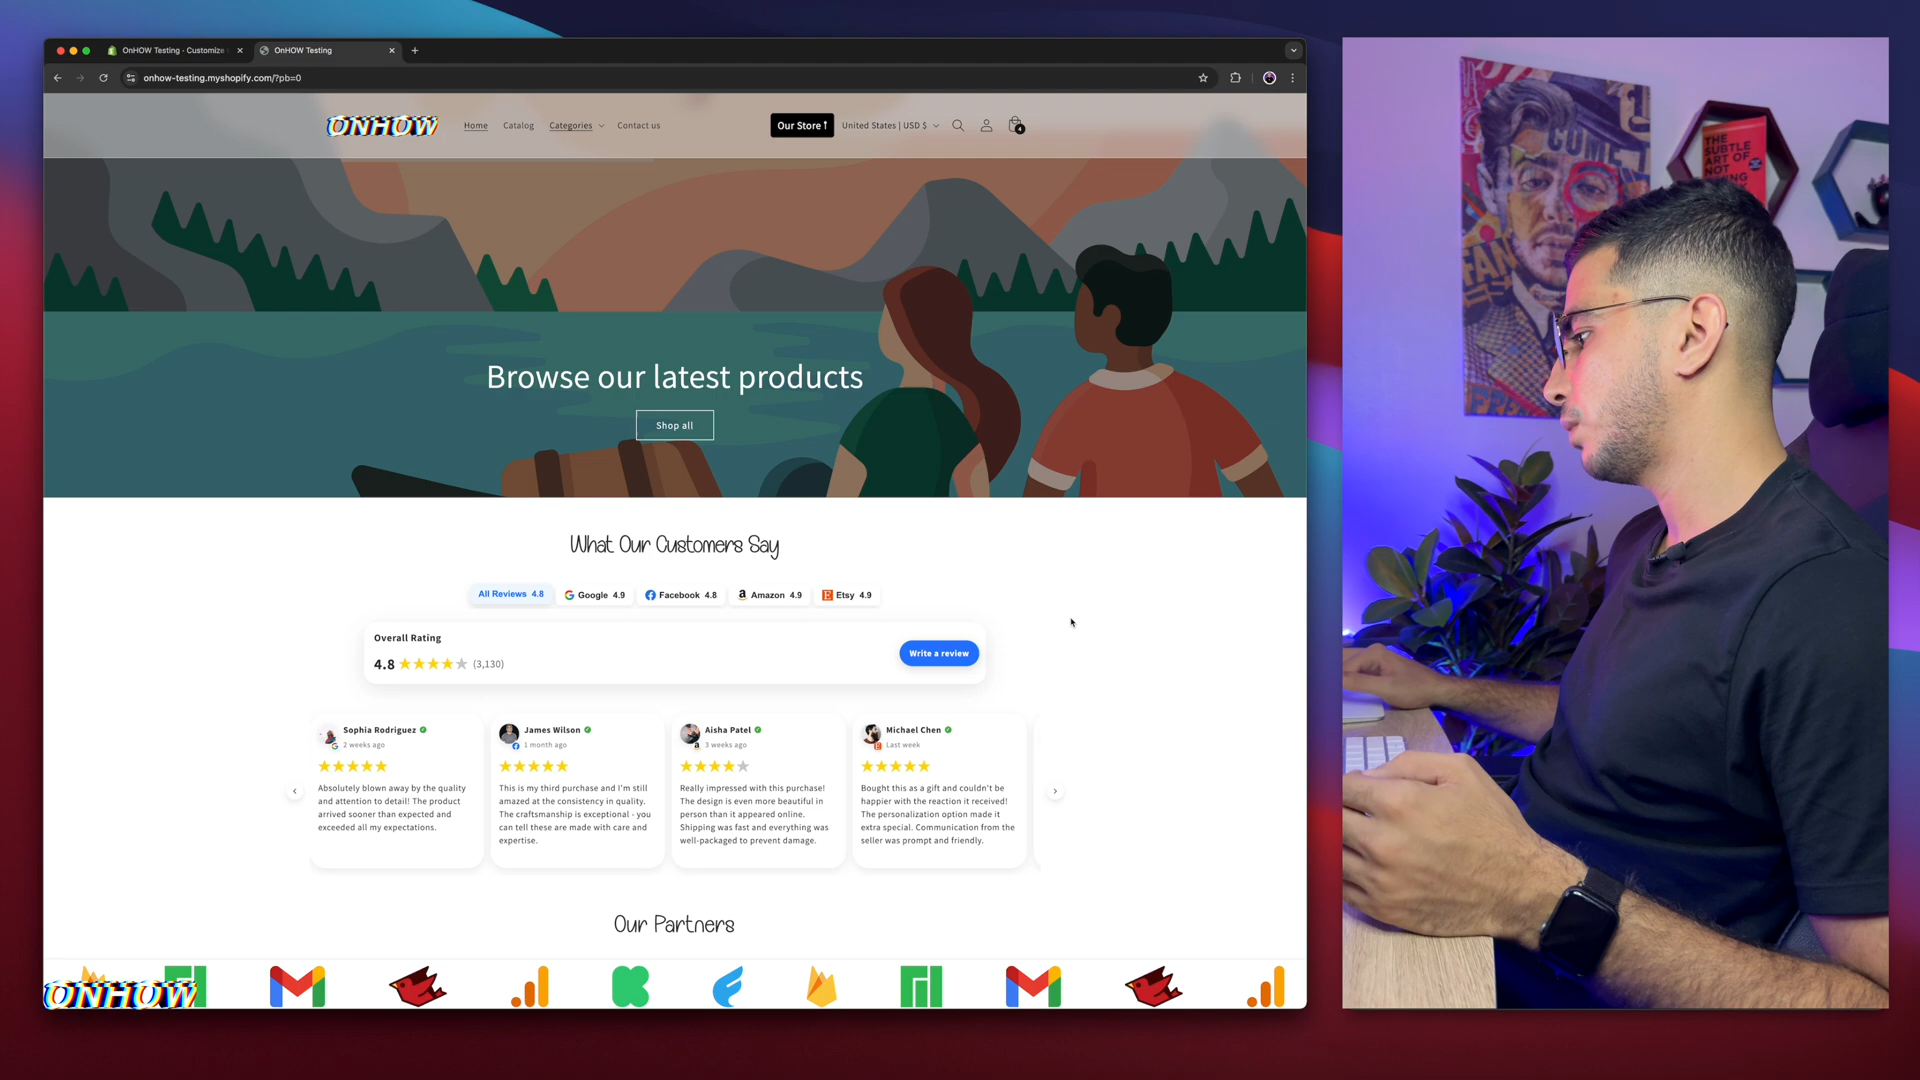 OnHOW Testing · Customize
OnHOW Testing
onhow-testing.myshopify.com/?pb=0
ONHOW
Home
Catalog
Categories
Contact us
Our Store↑
United States | USD $
4
Browse our latest products
Shop all
What Our Customers Say
All Reviews 4.8
Google 4.9
Facebook 4.8
Amazon 4.9
Etsy 4.9
Overall Rating
4.8
(3,130)
Write a review
Sophia Rodriguez
2 weeks ago
Absolutely blown away by the quality
and attention to detail! The product
arrived sooner than expected and
exceeded all my expectations.
James Wilson
1 month ago
This is my third purchase and I'm still
amazed at the consistency in quality.
The craftsmanship is exceptional - you
can tell these are made with care and
expertise.
Aisha Patel
3 weeks ago
Really impressed with this purchase!
The design is even more beautiful in
person than it appeared online.
Shipping was fast and everything was
well-packaged to prevent damage.
Michael Chen
Last week
Bought this as a gift and couldn't be
happier with the reaction it received!
The personalization option made it
extra special. Communication from the
seller was prompt and friendly.
Our Partners
ONHOW
COME
THE
SUBTLE
ART OF
NOT